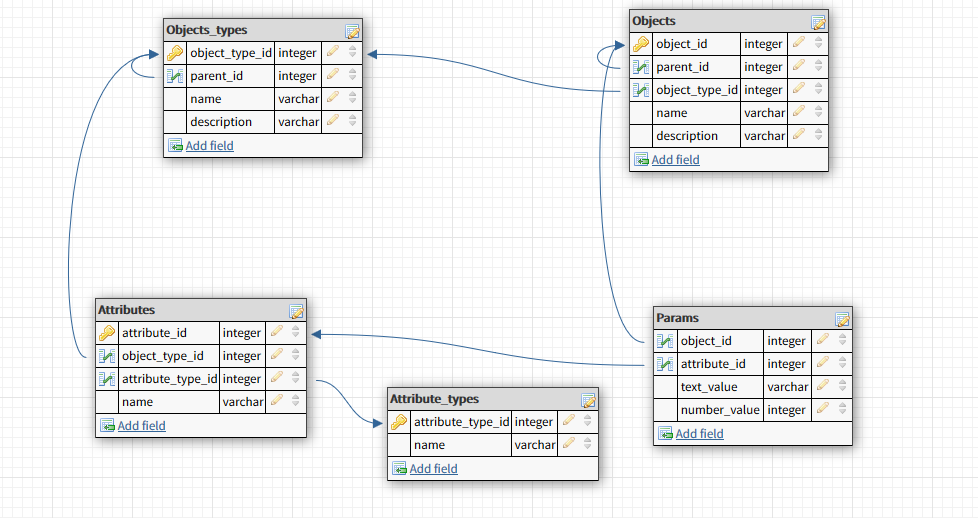 Objects_types
object_type_id integer
parent_id integer
name varchar
description varchar
Add field
Objects
object_id integer
parent_id integer
object_type_id integer
name varchar
description varchar
Add field
Attributes
attribute_id integer
object_type_id integer
attribute_type_id integer
name varchar
Add field
Attribute_types
attribute_type_id integer
name varchar
Add field
Params
object_id integer
attribute_id integer
text_value varchar
number_value integer
Add field